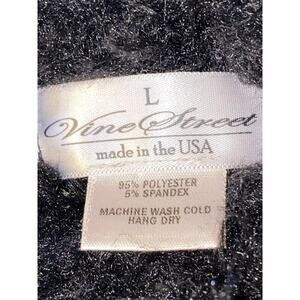 L
Vine Street
made in the USA
95% POLYESTER
5% SPANDEX
MACHINE WASH COLD
HANG DRY